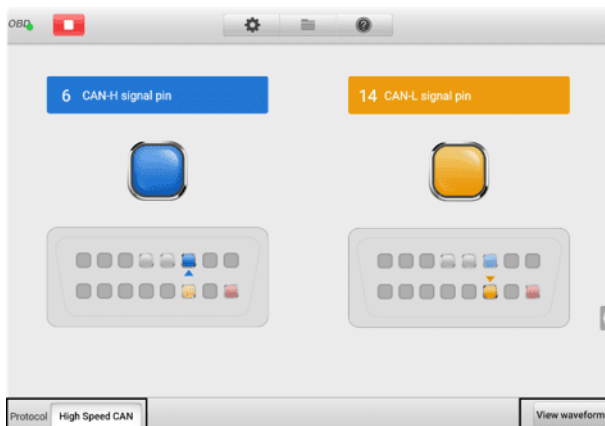 OBD
6 CAN-H signal pin
14 CAN-L signal pin
Protocol High Speed CAN
View waveform